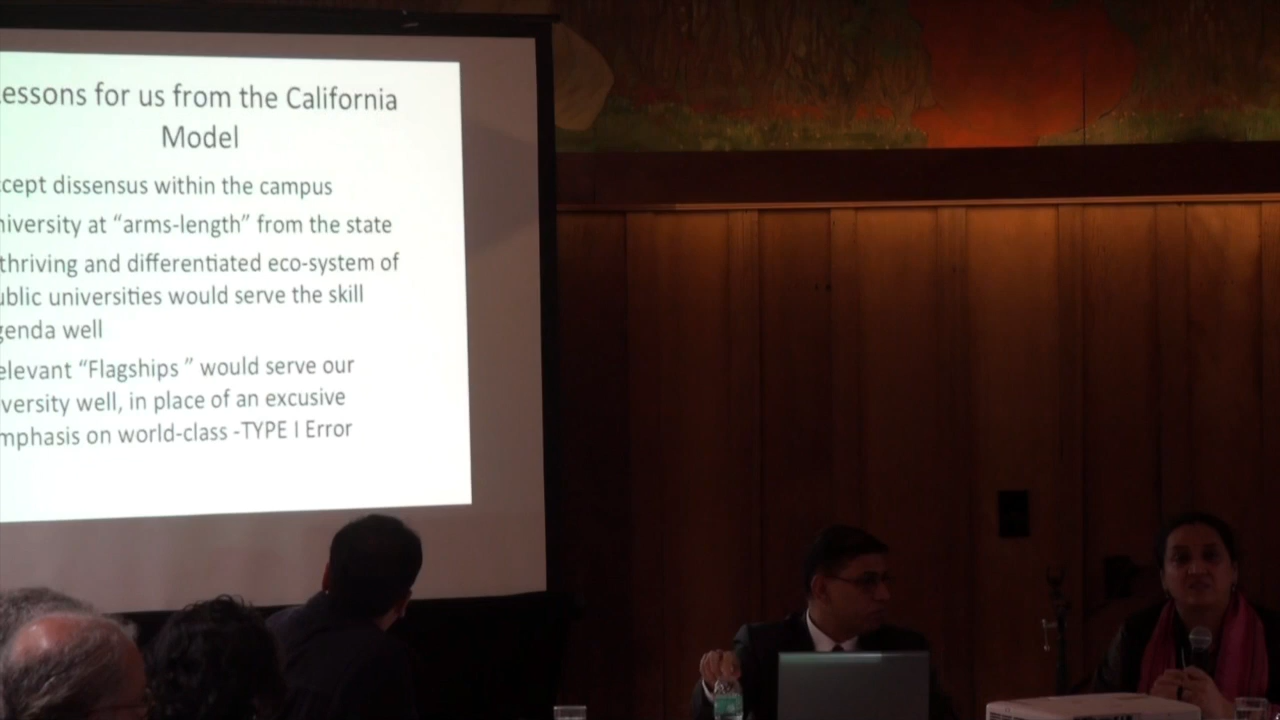 essons for us from the California
Model
ccept dissensus within the campus
niversity at “arms-length” from the state
thriving and differentiated eco-system of
ublic universities would serve the skill
genda well
elevant “Flagships ” would serve our
versity well, in place of an excusive
mphasis on world-class -TYPE I Error